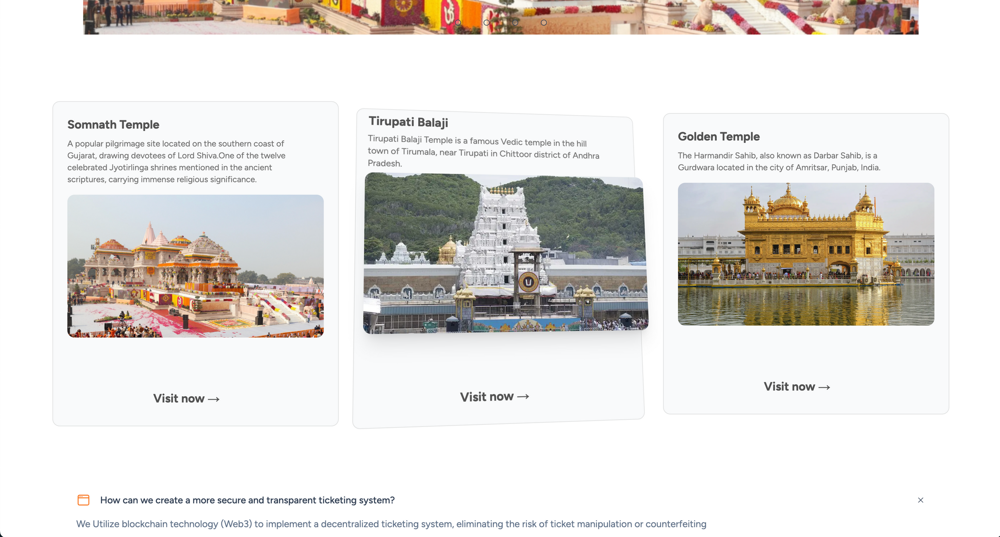 Somnath Temple
A popular pilgrimage site located on the southern coast of
Gujarat, drawing devotees of Lord Shiva.One of the twelve
celebrated Jyotirlinga shrines mentioned in the ancient
scriptures, carrying immense religious significance.
Visit now →
Tirupati Balaji
Tirupati Balaji Temple is a famous Vedic temple in the hill
town of Tirumala, near Tirupati in Chittoor district of Andhra
Pradesh.
Visit now →
Golden Temple
The Harmandir Sahib, also known as Darbar Sahib, is a
Gurdwara located in the city of Amritsar, Punjab, India.
Visit now →
How can we create a more secure and transparent ticketing system?
We Utilize blockchain technology (Web3) to implement a decentralized ticketing system, eliminating the risk of ticket manipulation or counterfeiting